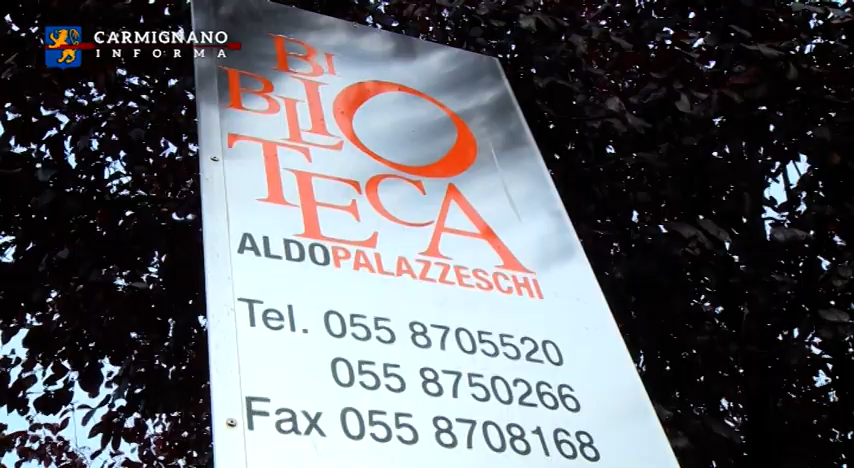 CARMIGNANO
INFORMA
BI
BLIO
TECA
ALDOPALAZZESCHI
Tel. 055 8705520
055 8750266
Fax 055 8708168